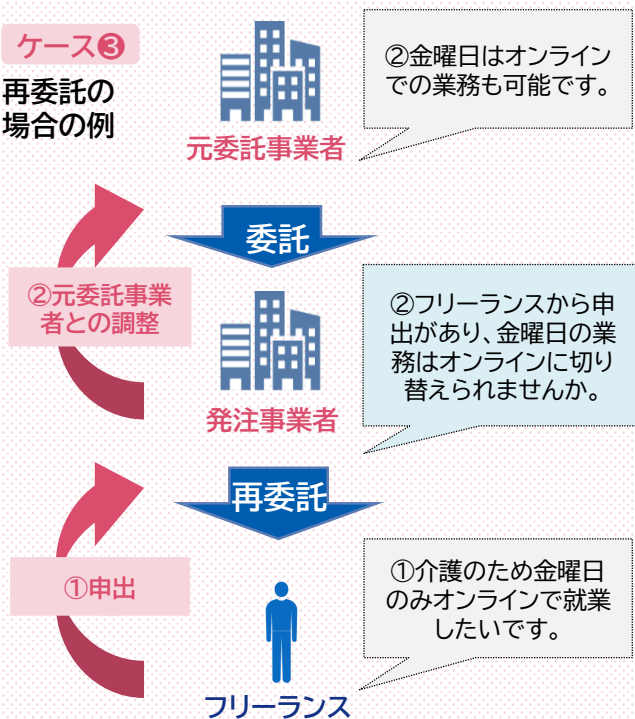 ケース❸
再委託の
場合の例
元委託事業者
②金曜日はオンライン
での業務も可能です。
委託
②元委託事業
者との調整
発注事業者
②フリーランスから申
出があり、金曜日の業
務はオンラインに切り
替えられませんか。
再委託
①申出
①介護のため金曜日
のみオンラインで就業
したいです。
フリーランス